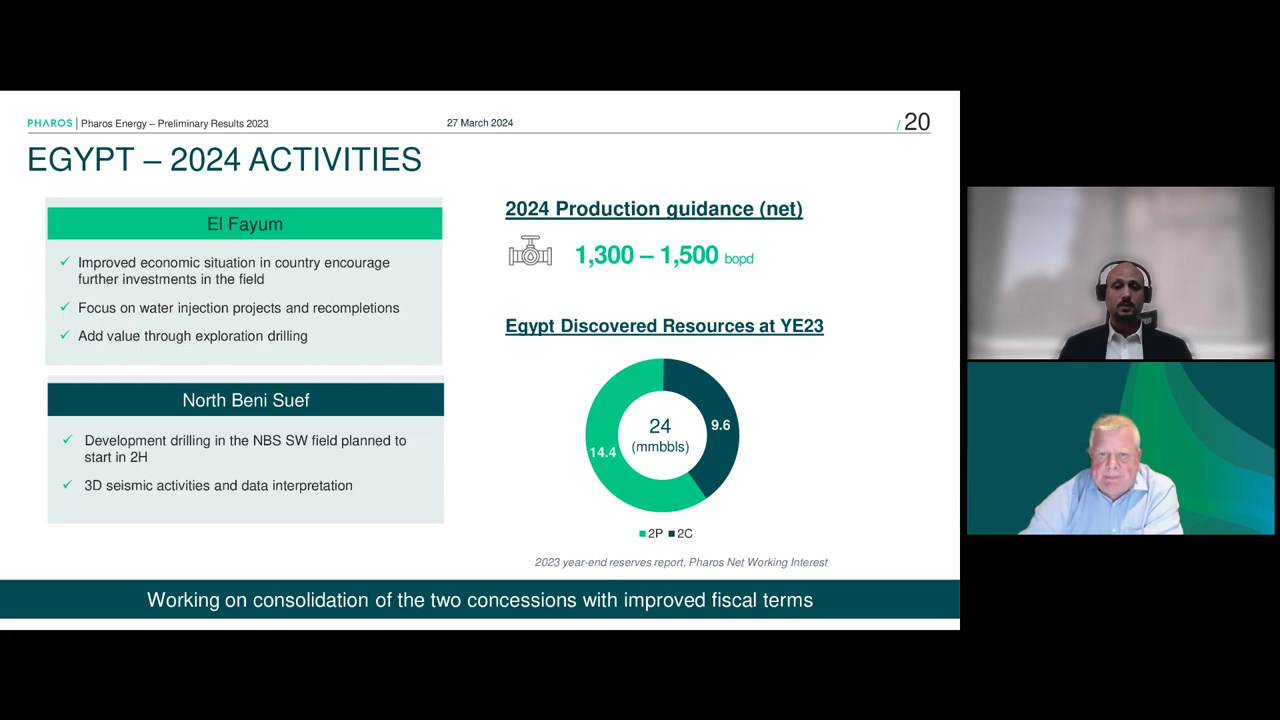 PHAROS | Pharos Energy – Preliminary Results 2023
27 March 2024
/ 20
EGYPT – 2024 ACTIVITIES
El Fayum
✓ Improved economic situation in country encourage
further investments in the field
✓ Focus on water injection projects and recompletions
✓ Add value through exploration drilling
North Beni Suef
✓ Development drilling in the NBS SW field planned to
start in 2H
✓ 3D seismic activities and data interpretation
2024 Production guidance (net)
1,300 – 1,500 bopd
Egypt Discovered Resources at YE23
24
(mmbbls)
9.6
14.4
2P 2C
2023 year-end reserves report, Pharos Net Working Interest
Working on consolidation of the two concessions with improved fiscal terms